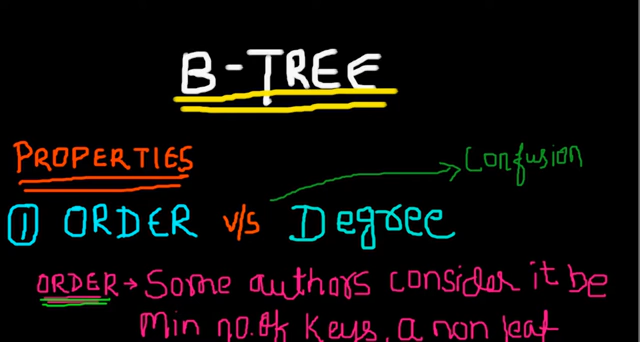 B-TREE
PROPERTIES
Confusion
① ORDER v/s Degree
ORDER → Some authors consider it be
Min no. of Keys, a non leaf